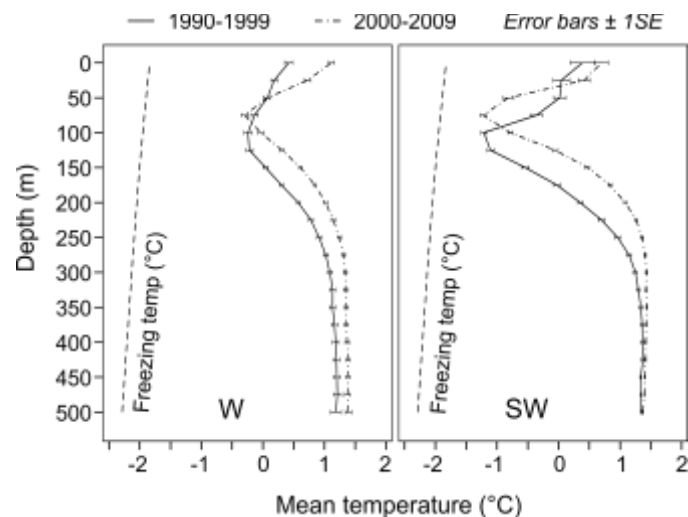 1990-1999 2000-2009 Error bars ± 1SE
0
50
100
150
200
250
300
350
400
450
500
Depth (m)
Freezing temp (°C)
W
Freezing temp (°C)
SW
-2 -1 0 1 2 -2 -1 0 1 2
Mean temperature (°C)